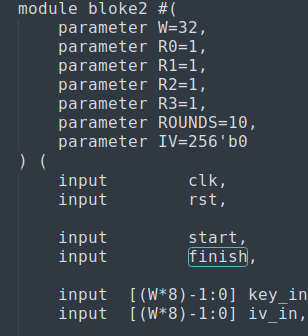 module bloke2 #(
parameter W=32,
parameter R0=1,
parameter R1=1,
parameter R2=1,
parameter R3=1,
parameter ROUNDS=10,
parameter IV=256'b0
) (
input clk,
input rst,
input start,
input finish,
input [(W*8)-1:0] key_in
input [(W*8)-1:0] iv_in,